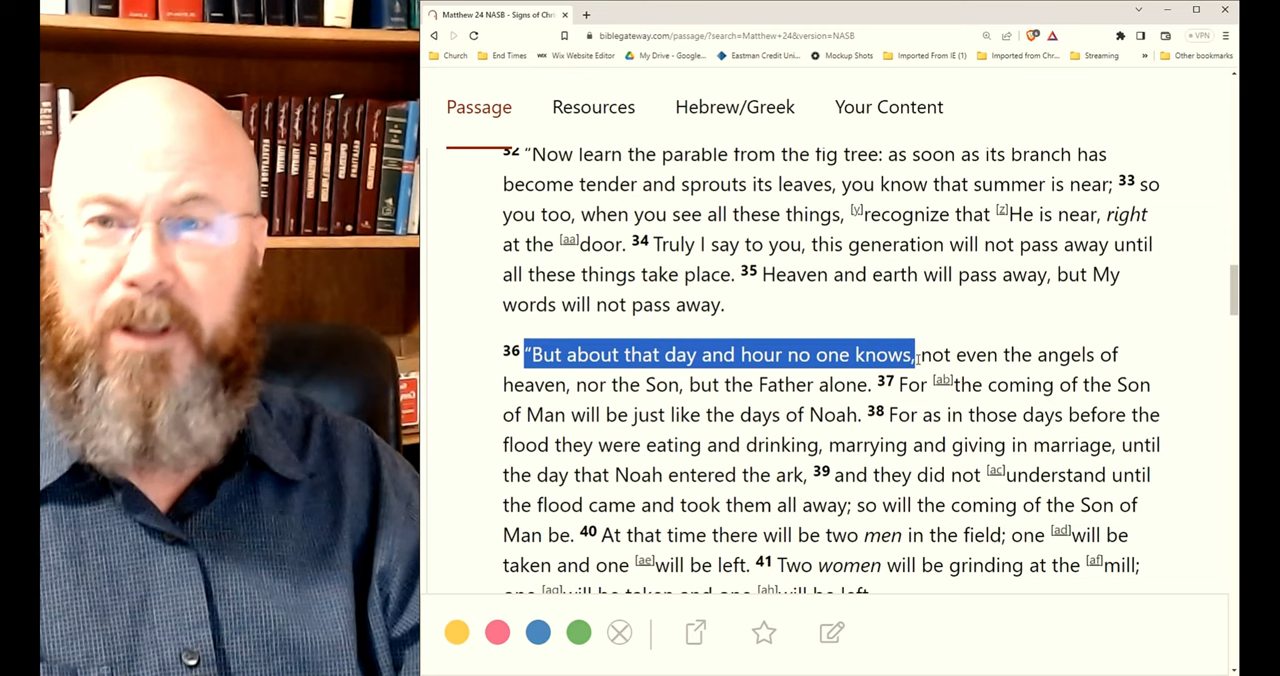 Matthew 24 NASB - Signs of Chr
biblegateway.com/passage/?search=Matthew+24&version=NASB
VPN
Church End Times Wix Website Editor My Drive - Google... Eastman Credit Uni... Mockup Shots Imported From IE (1) Imported from Chr... Streaming » Other bookmarks
Passage Resources Hebrew/Greek Your Content
32 “Now learn the parable from the fig tree: as soon as its branch has
become tender and sprouts its leaves, you know that summer is near; 33 so
you too, when you see all these things, [y]recognize that [z]He is near, right
at the [aa]door. 34 Truly I say to you, this generation will not pass away until
all these things take place. 35 Heaven and earth will pass away, but My
words will not pass away.
36 “But about that day and hour no one knows, not even the angels of
heaven, nor the Son, but the Father alone. 37 For [ab]the coming of the Son
of Man will be just like the days of Noah. 38 For as in those days before the
flood they were eating and drinking, marrying and giving in marriage, until
the day that Noah entered the ark, 39 and they did not [ac]understand until
the flood came and took them all away; so will the coming of the Son of
Man be. 40 At that time there will be two men in the field; one [ad]will be
taken and one [ae]will be left. 41 Two women will be grinding at the [af]mill;
one [ag]will be taken and one [ah]will be left.